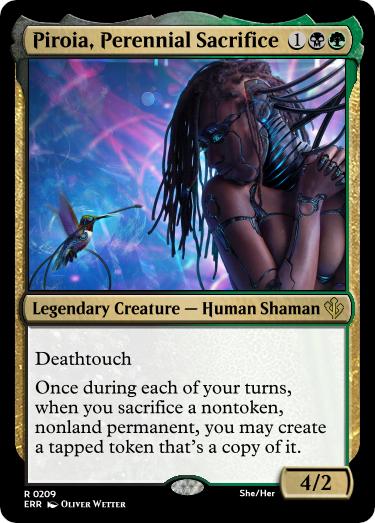 Piroia, Perennial Sacrifice 1
Legendary Creature — Human Shaman
Deathtouch
Once during each of your turns,
when you sacrifice a nontoken,
nonland permanent, you may create
a tapped token that's a copy of it.
4/2
R 0209 She/Her
ERR OLIVER WETTER